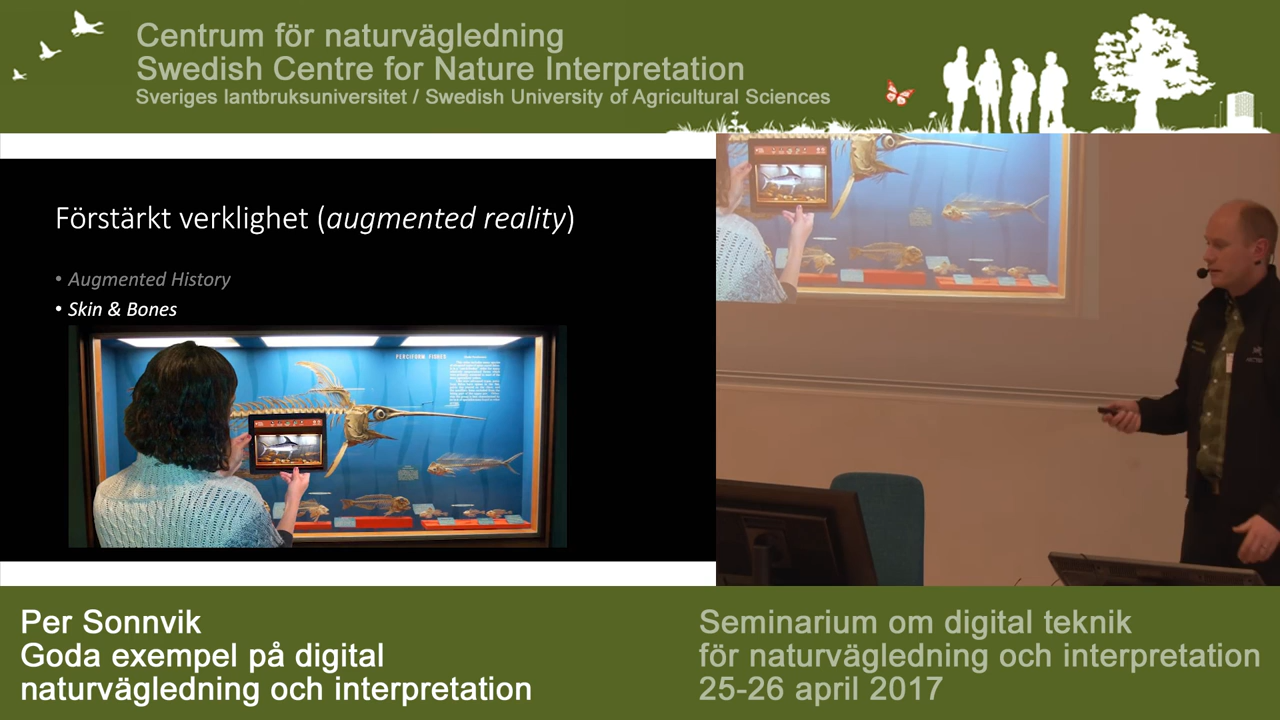 Centrum för naturvägledning
Swedish Centre for Nature Interpretation
Sveriges lantbruksuniversitet / Swedish University of Agricultural Sciences
Förstärkt verklighet (augmented reality)
• Augmented History
• Skin & Bones
PERCIFORM FISHES
Per Sonnvik
Goda exempel på digital
naturvägledning och interpretation
Seminarium om digital teknik
för naturvägledning och interpretation
25-26 april 2017